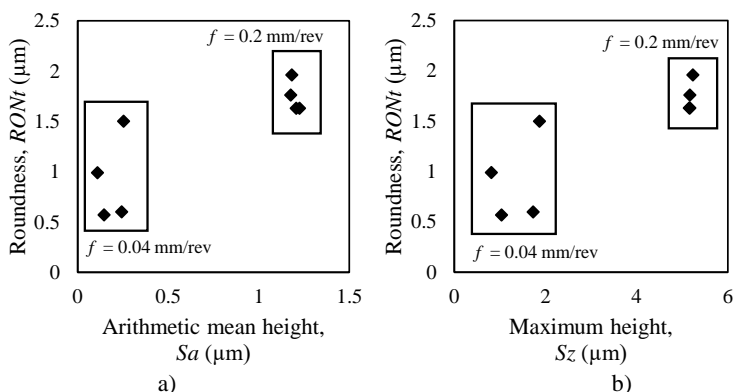 2.5
2
1.5
1
0.5
0
Roundness, RONt (µm)
f = 0.2 mm/rev
f = 0.04 mm/rev
0 0.5 1 1.5
Arithmetic mean height,
Sa (µm)
a)
2.5
2
1.5
1
0.5
0
Roundness, RONt (µm)
f = 0.2 mm/rev
f = 0.04 mm/rev
0 2 4 6
Maximum height,
Sz (µm)
b)